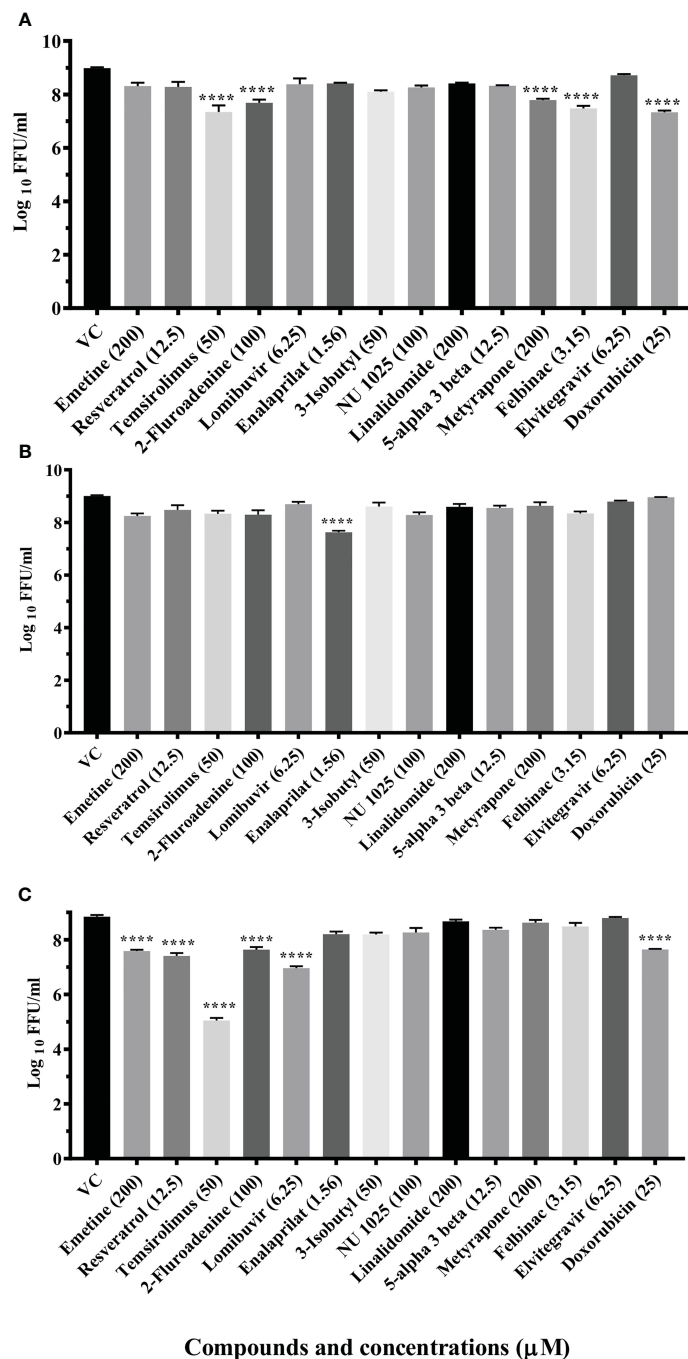 A
10
8
6
4
2
0
Log 10 FFU/ml
****
****
****
****
****
VC
Emetine (200)
Resveratrol (12.5)
Temsirolimus (50)
2-Fluroadenine (100)
Lomibuvir (6.25)
Enalaprilat (1.56)
3-Isobutyl (50)
NU 1025 (100)
Linalidomide (200)
5-alpha 3 beta (12.5)
Metyrapone (200)
Felbinac (3.15)
Elvitegravir (6.25)
Doxorubicin (25)
B
10
8
6
4
2
0
Log 10 FFU/ml
****
VC
Emetine (200)
Resveratrol (12.5)
Temsirolimus (50)
2-Fluroadenine (100)
Lomibuvir (6.25)
Enalaprilat (1.56)
3-Isobutyl (50)
NU 1025 (100)
Linalidomide (200)
5-alpha 3 beta (12.5)
Metyrapone (200)
Felbinac (3.15)
Elvitegravir (6.25)
Doxorubicin (25)
C
8
6
4
2
0
Log 10 FFU/ml
****
****
****
****
****
****
VC
Emetine (200)
Resveratrol (12.5)
Temsirolimus (50)
2-Fluroadenine (100)
Lomibuvir (6.25)
Enalaprilat (1.56)
3-Isobutyl (50)
NU 1025 (100)
Linalidomide (200)
5-alpha 3 beta (12.5)
Metyrapone (200)
Felbinac (3.15)
Elvitegravir (6.25)
Doxorubicin (25)
Compounds and concentrations (μM)